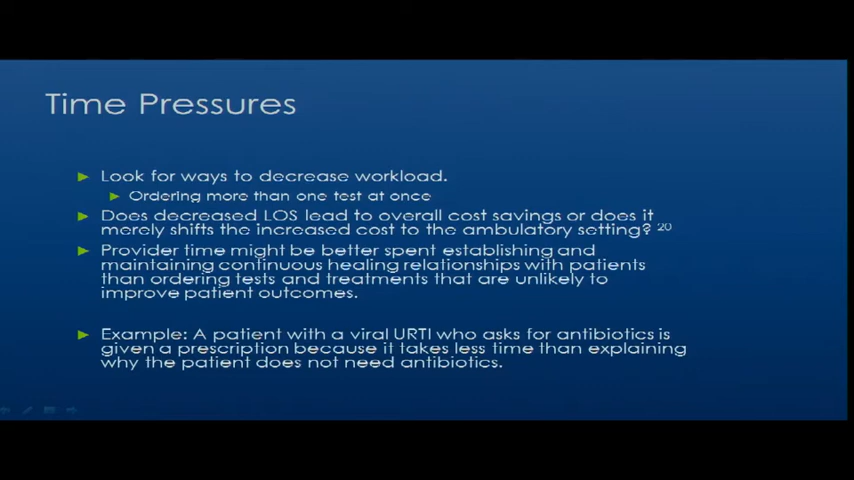 Time Pressures
Look for ways to decrease workload.
Ordering more than one test at once
Does decreased LOS lead to overall cost savings or does it
merely shifts the increased cost to the ambulatory setting? 20
Provider time might be better spent establishing and
maintaining continuous healing relationships with patients
than ordering tests and treatments that are unlikely to
improve patient outcomes.
Example: A patient with a viral URTI who asks for antibiotics is
given a prescription because it takes less time than explaining
why the patient does not need antibiotics.